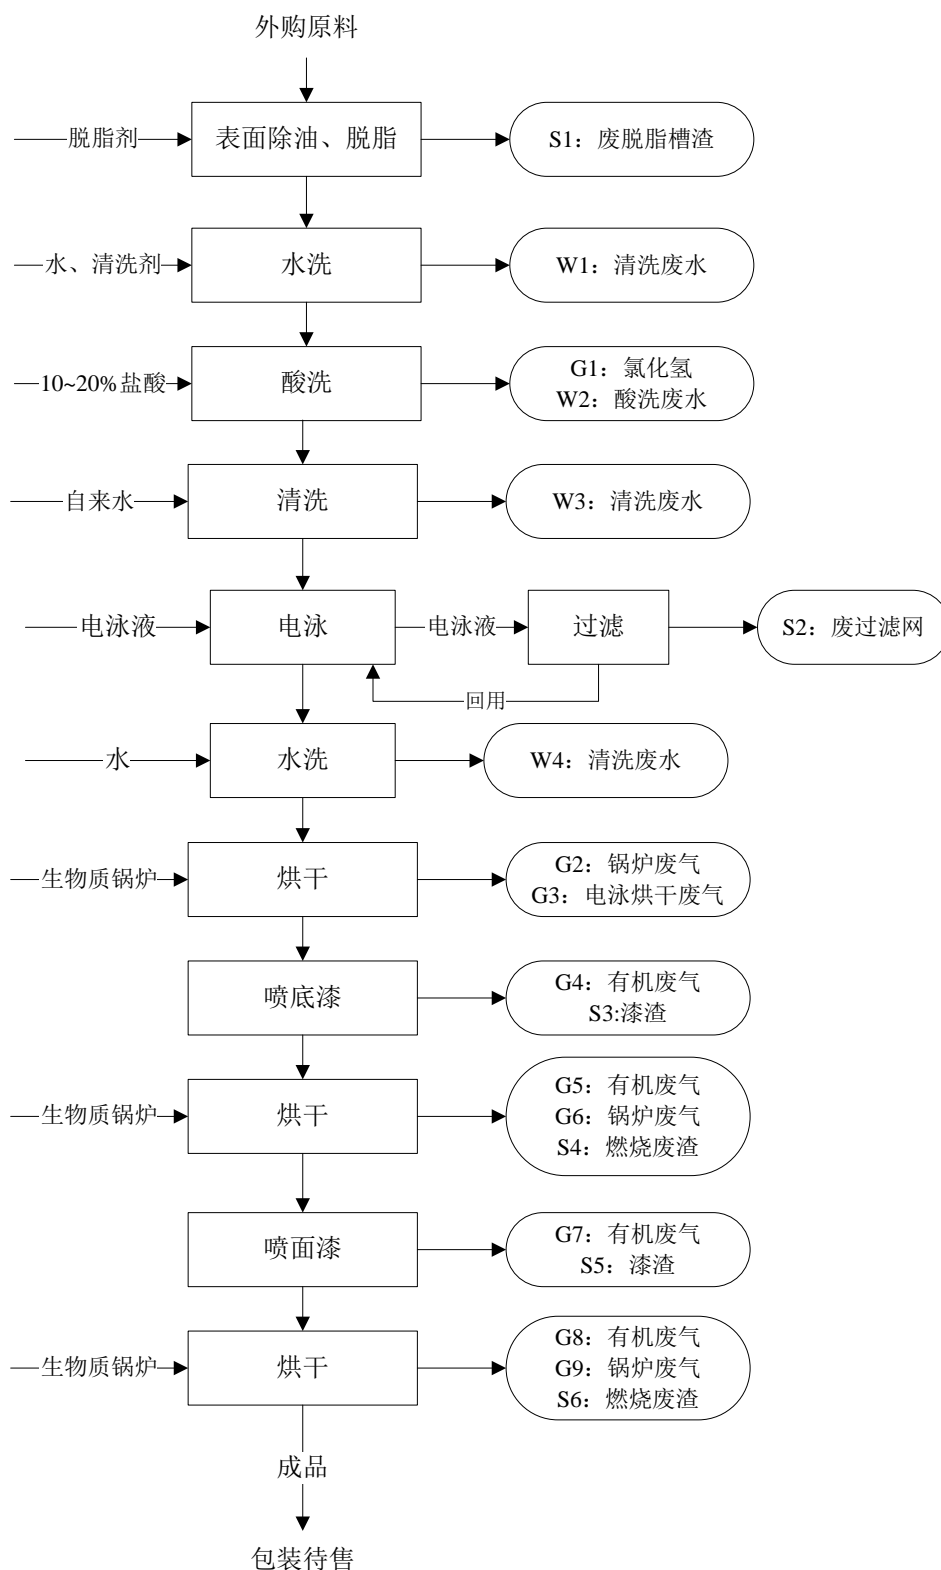 外购原料
脱脂剂
表面除油、脱脂
S1：废脱脂槽渣
水、清洗剂
水洗
W1：清洗废水
10~20%盐酸
酸洗
G1：氯化氢
W2：酸洗废水
自来水
清洗
W3：清洗废水
电泳液
电泳
电泳液
过滤
S2：废过滤网
回用
水
水洗
W4：清洗废水
生物质锅炉
烘干
G2：锅炉废气
G3：电泳烘干废气
喷底漆
G4：有机废气
S3:漆渣
生物质锅炉
烘干
G5：有机废气
G6：锅炉废气
S4：燃烧废渣
喷面漆
G7：有机废气
S5：漆渣
生物质锅炉
烘干
G8：有机废气
G9：锅炉废气
S6：燃烧废渣
成品
包装待售